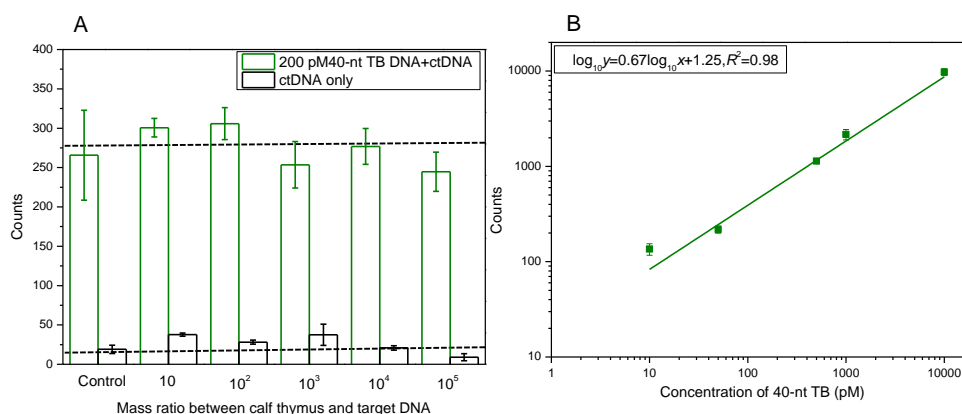 A
400
350
300
250
200
150
100
50
0
Counts
200 pM40-nt TB DNA+ctDNA
ctDNA only
Control 10 10² 10³ 10⁴ 10⁵
Mass ratio between calf thymus and target DNA
B
log₁₀y=0.67log₁₀x+1.25,R²=0.98
10000
1000
100
10
Counts
1 10 100 1000 10000
Concentration of 40-nt TB (pM)